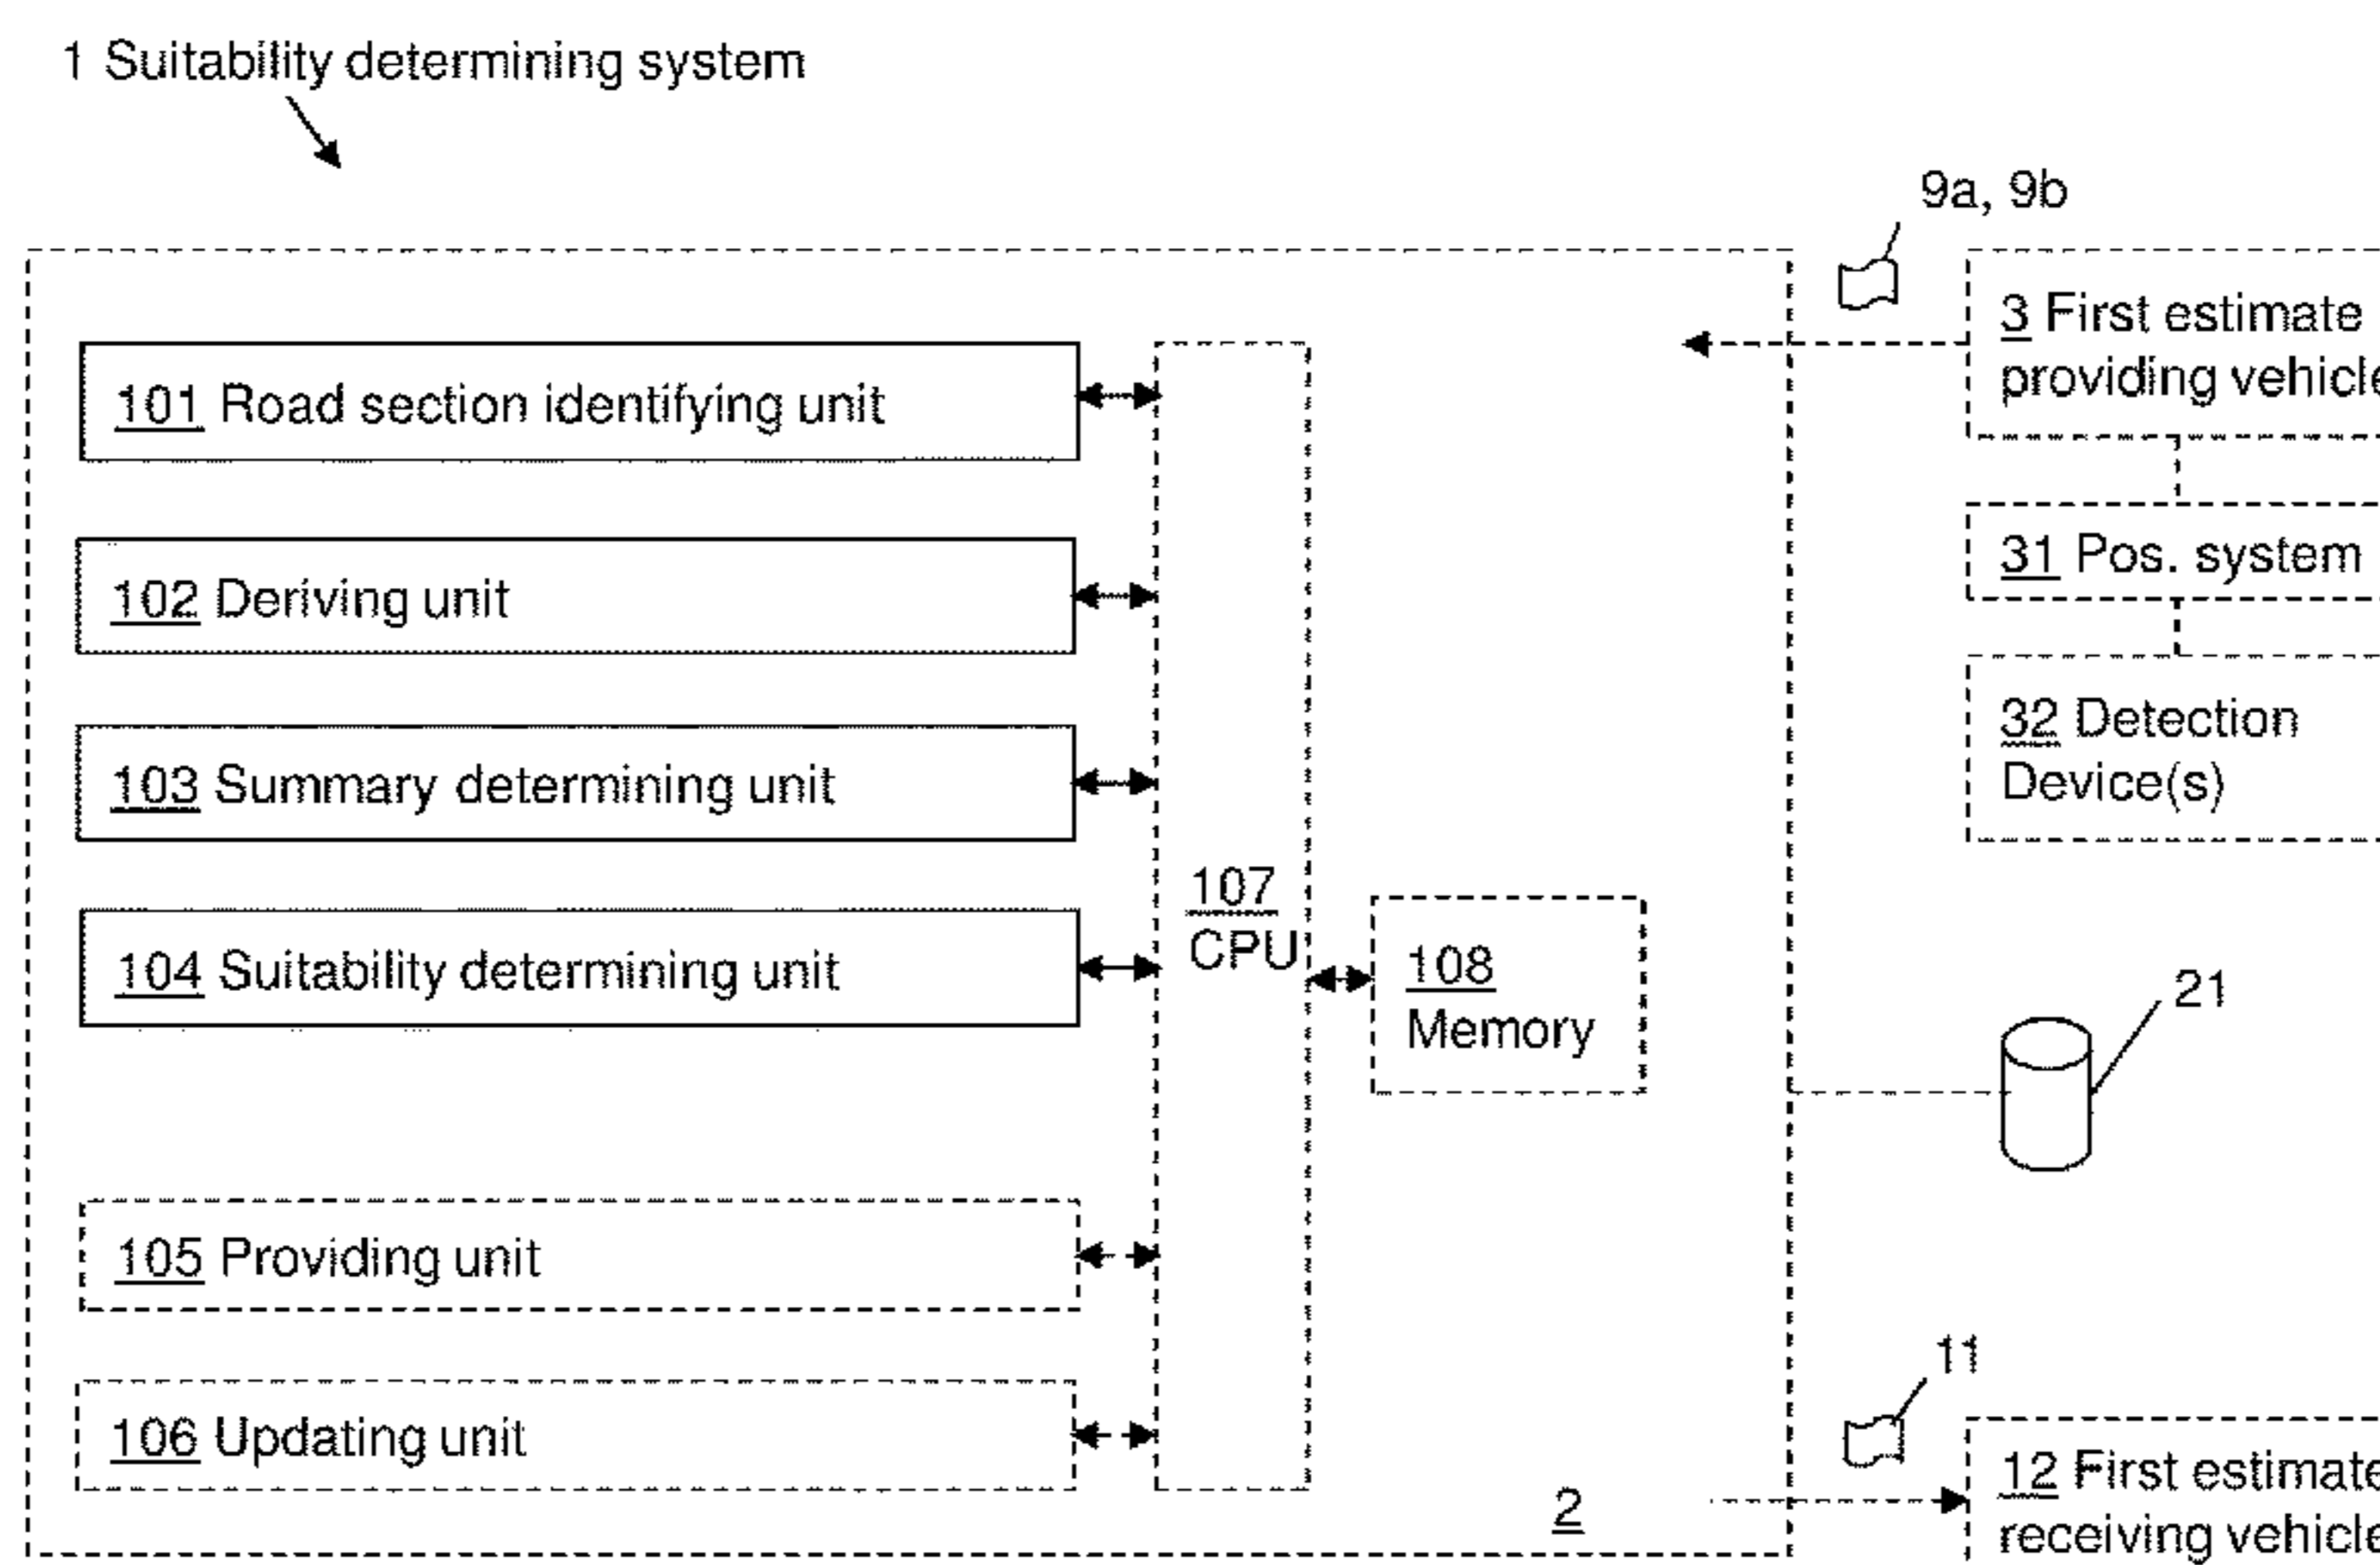 1 Suitability determining system
9a, 9b
3 First estimate
providing vehicle
101 Road section identifying unit
31 Pos. system
102 Deriving unit
32 Detection
Device(s)
103 Summary determining unit
107
CPU
104 Suitability determining unit
108
Memory
21
105 Providing unit
11
106 Updating unit
12 First estimate
receiving vehicle
2